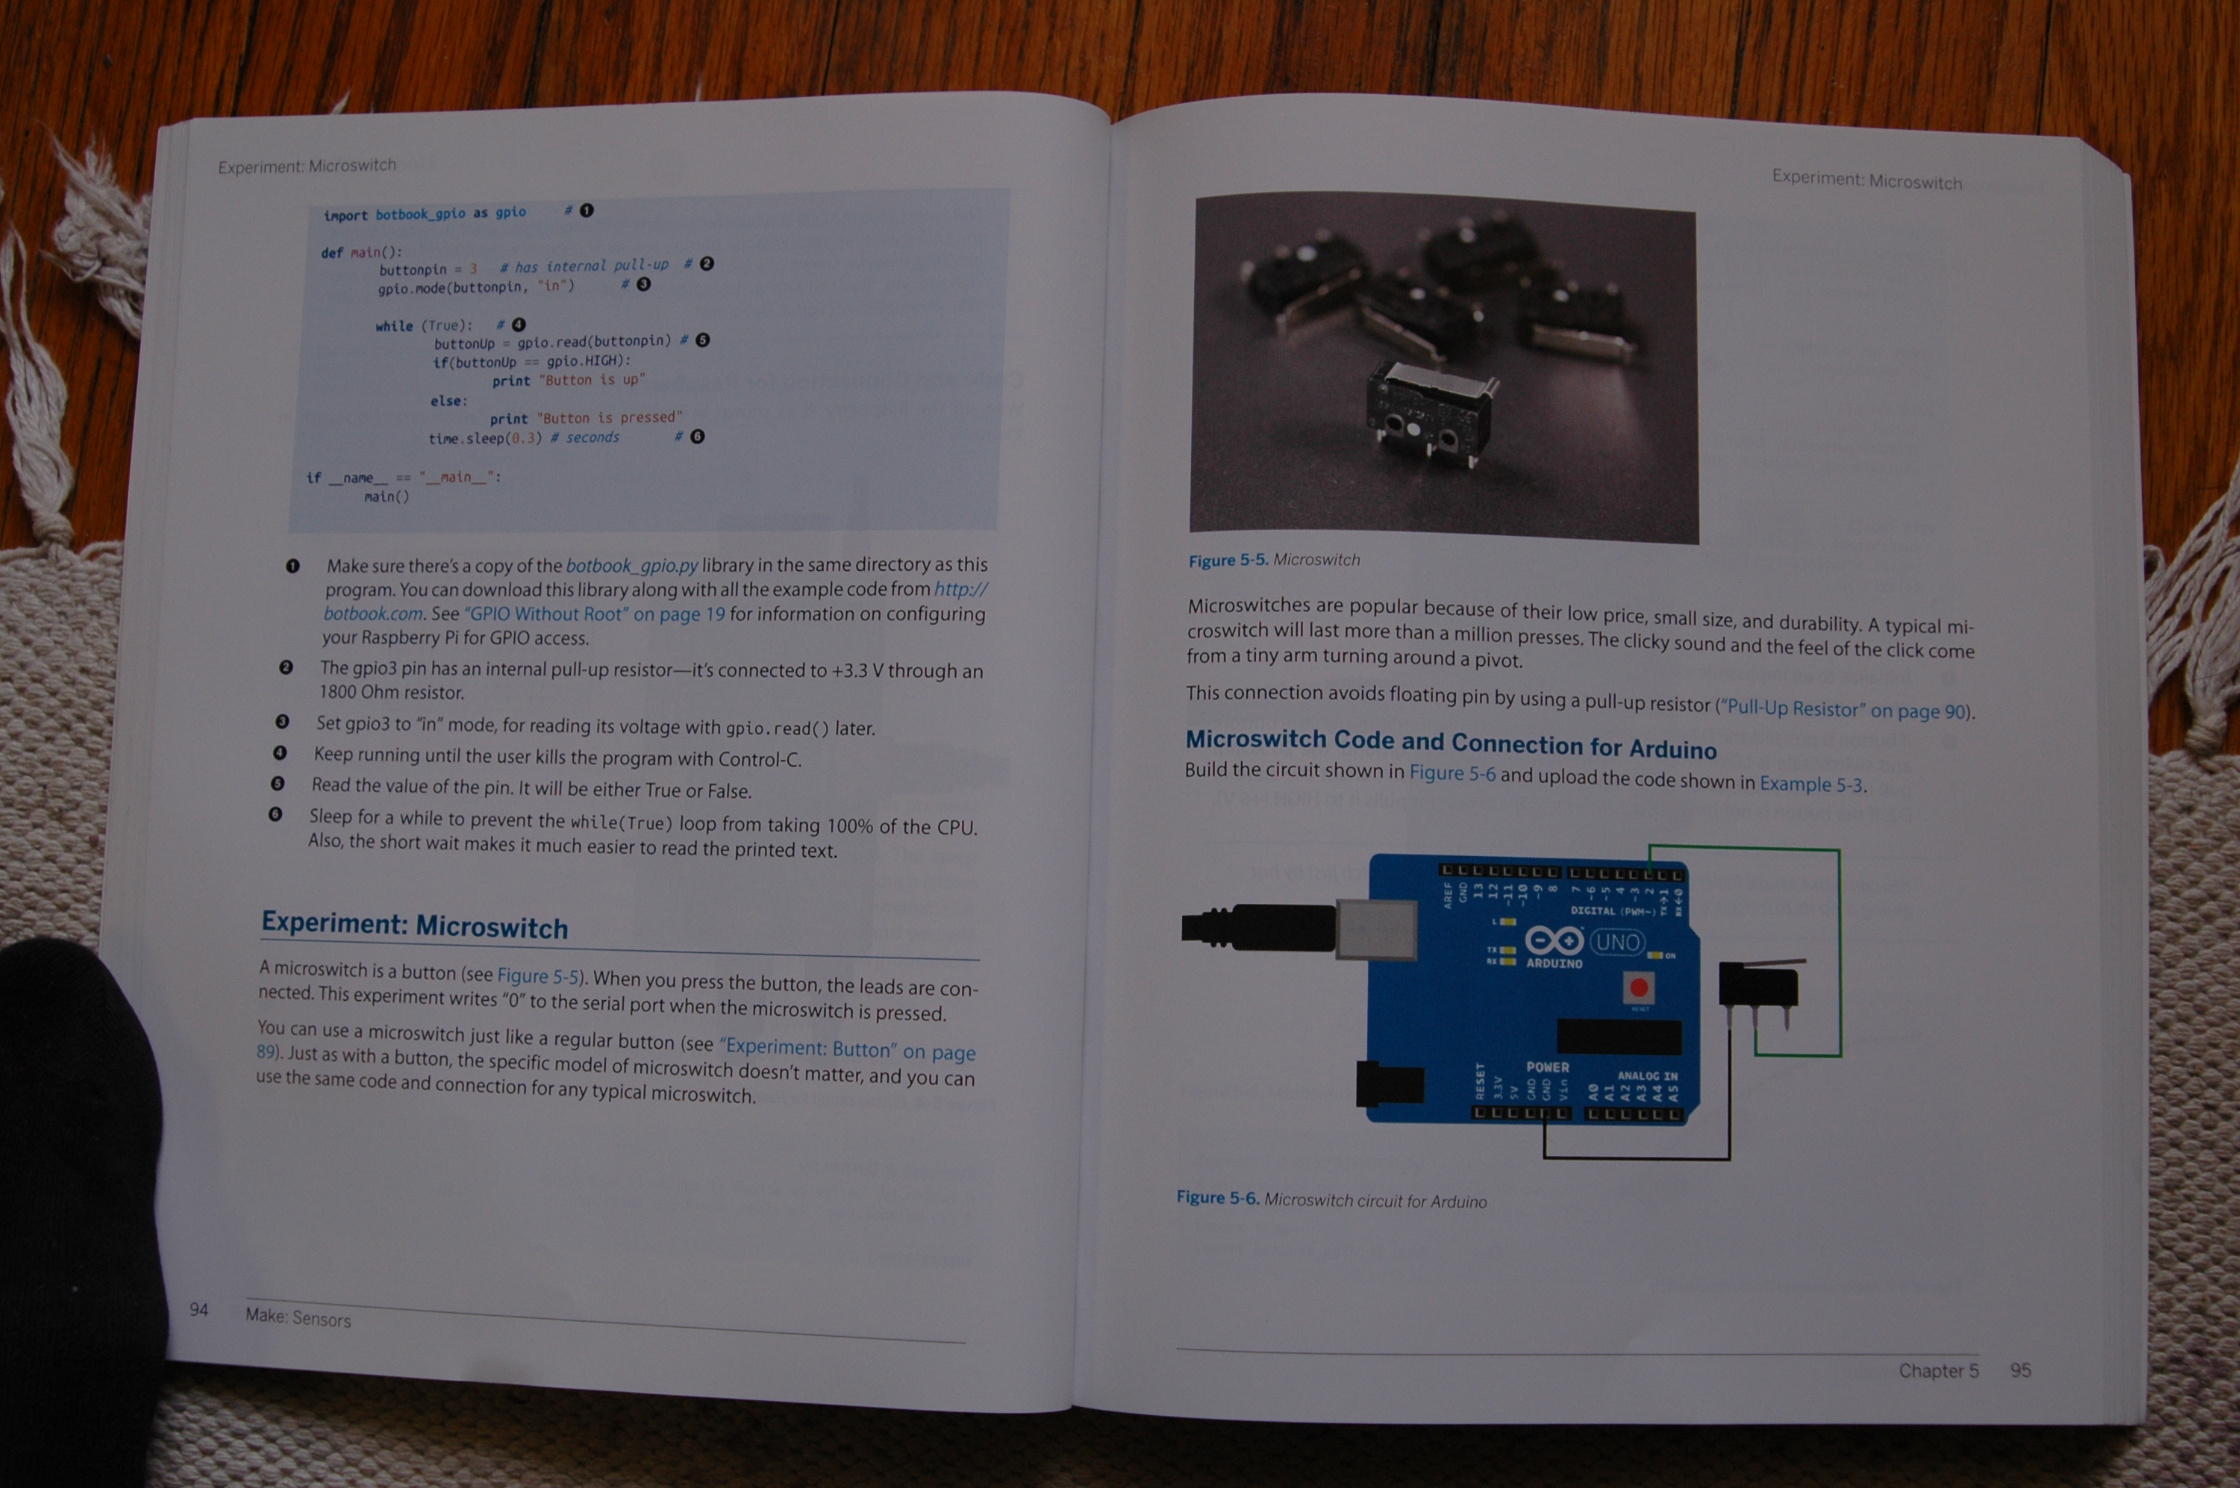 Experiment: Microswitch
import botbook_gpio as gpio # ❶
def main():
buttonpin = 3 # has internal pull-up # ❷
gpio.mode(buttonpin, "in") # ❸
while (True): # ❹
buttonUp = gpio.read(buttonpin) # ❺
if(buttonUp == gpio.HIGH):
print "Button is up"
else:
print "Button is pressed"
time.sleep(0.3) # seconds # ❻
if __name__ == "__main__":
main()
❶ Make sure there's a copy of the botbook_gpio.py library in the same directory as this
program. You can download this library along with all the example code from http://
botbook.com. See "GPIO Without Root" on page 19 for information on configuring
your Raspberry Pi for GPIO access.
❷ The gpio3 pin has an internal pull-up resistor—it's connected to +3.3 V through an
1800 Ohm resistor.
❸ Set gpio3 to "in" mode, for reading its voltage with gpio.read() later.
❹ Keep running until the user kills the program with Control-C.
❺ Read the value of the pin. It will be either True or False.
❻ Sleep for a while to prevent the while(True) loop from taking 100% of the CPU.
Also, the short wait makes it much easier to read the printed text.
Experiment: Microswitch
A microswitch is a button (see Figure 5-5). When you press the button, the leads are con-
nected. This experiment writes "0" to the serial port when the microswitch is pressed.
You can use a microswitch just like a regular button (see "Experiment: Button" on page
89). Just as with a button, the specific model of microswitch doesn't matter, and you can
use the same code and connection for any typical microswitch.
94 Make: Sensors
Experiment: Microswitch
Figure 5-5. Microswitch
Microswitches are popular because of their low price, small size, and durability. A typical mi-
croswitch will last more than a million presses. The clicky sound and the feel of the click come
from a tiny arm turning around a pivot.
This connection avoids floating pin by using a pull-up resistor ("Pull-Up Resistor" on page 90).
Microswitch Code and Connection for Arduino
Build the circuit shown in Figure 5-6 and upload the code shown in Example 5-3.
AREF
GND
13
12
~11
~10
~9
8
7
~6
~5
4
~3
2
TX→1
RX←0
DIGITAL (PWM~)
L
TX
RX
UNO
ARDUINO
ON
RESET
POWER
ANALOG IN
RESET
3.3V
5V
GND
GND
Vin
A0
A1
A2
A3
A4
A5
Figure 5-6. Microswitch circuit for Arduino
Chapter 5 95